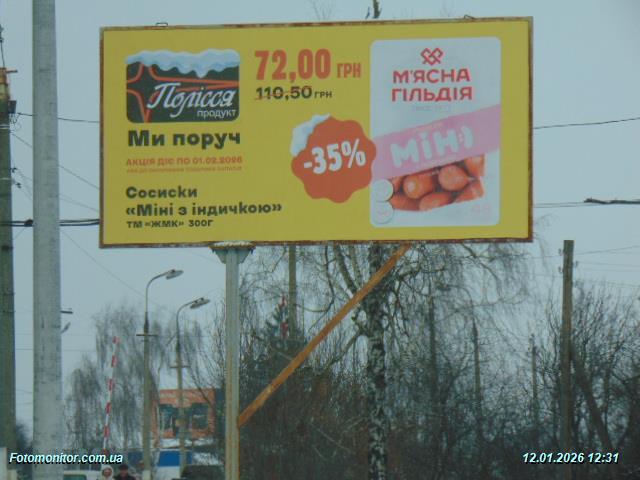 Полісся
продукт
Ми поруч
АКЦІЯ ДІЄ ПО 01.02.2026
72,00 ГРН
110,50 ГРН
-35%
Сосиски
«Міні з індичкою»
ТМ «ЖМК» 300Г
М'ЯСНА
ГІЛЬДІЯ
МІНІ
Fotomonitor.com.ua
12.01.2026 12:31